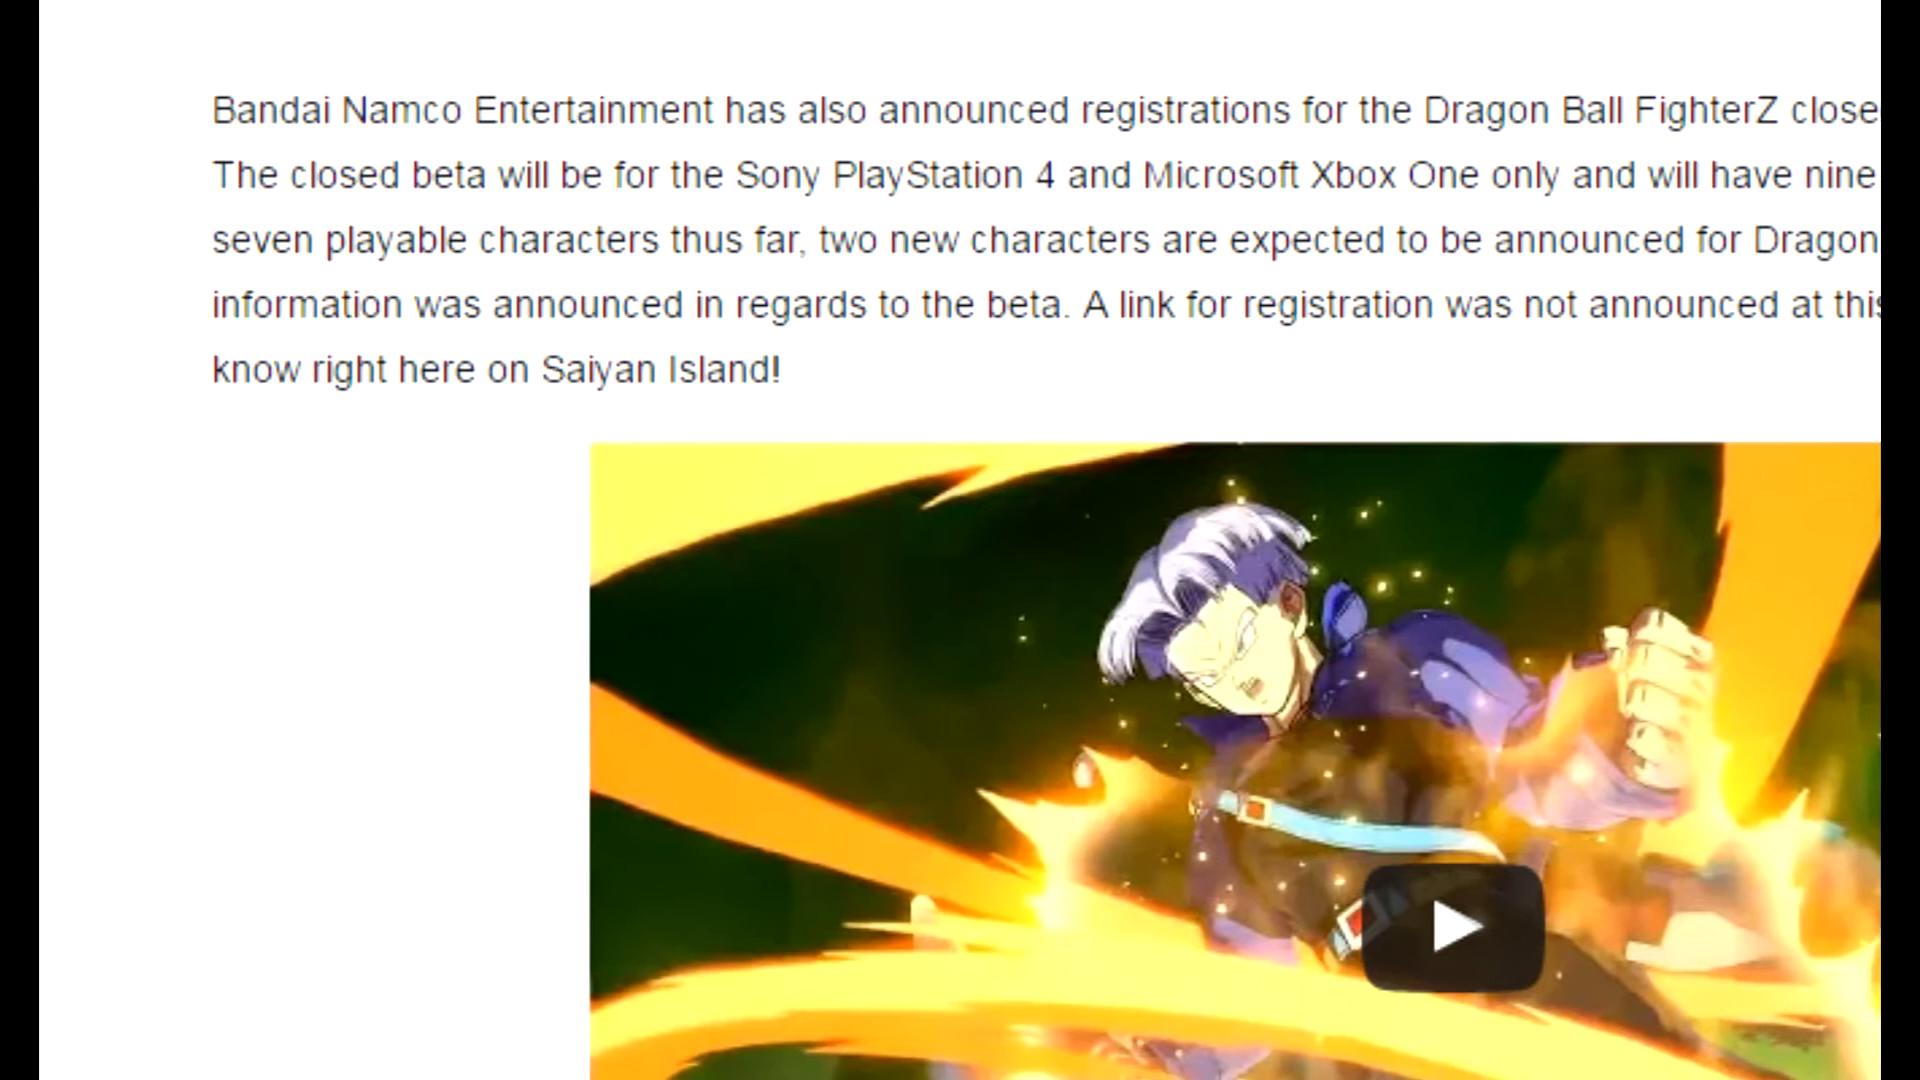 Bandai Namco Entertainment has also announced registrations for the Dragon Ball FighterZ close
The closed beta will be for the Sony PlayStation 4 and Microsoft Xbox One only and will have nine
seven playable characters thus far, two new characters are expected to be announced for Dragon
information was announced in regards to the beta. A link for registration was not announced at this
know right here on Saiyan Island!